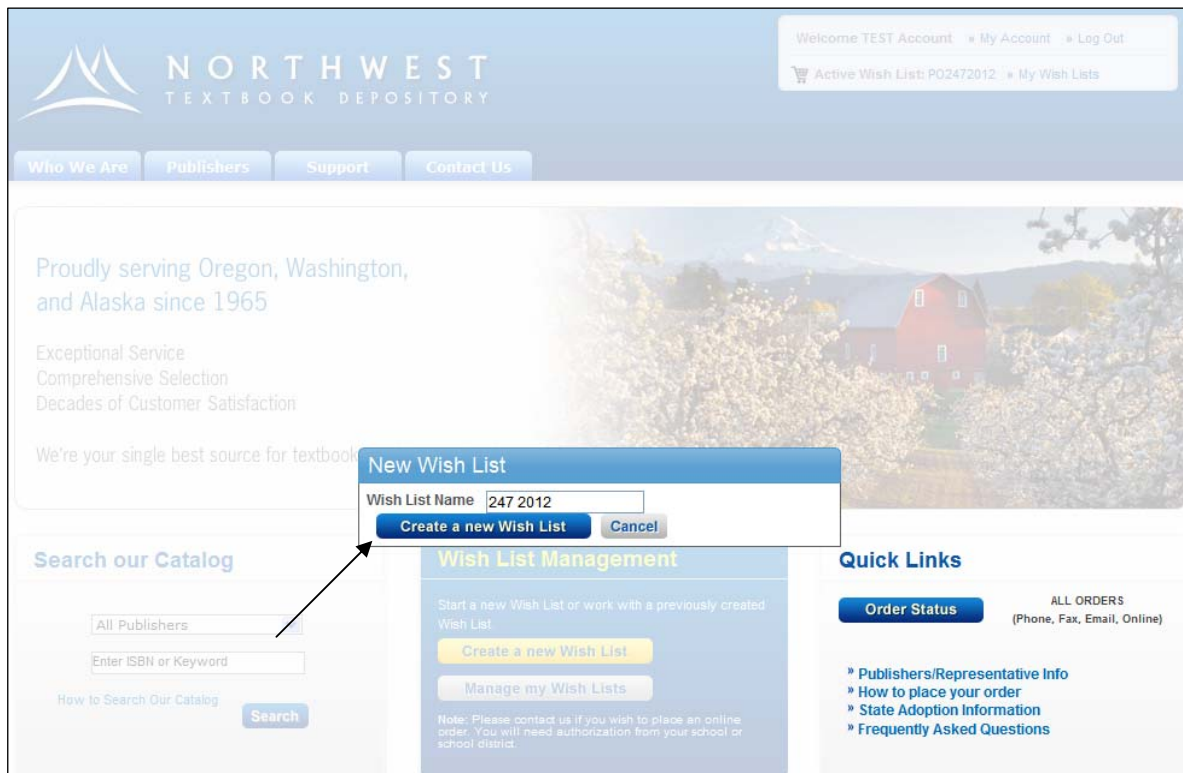 Welcome TEST Account » My Account » Log Out
NORTHWEST
TEXTBOOK DEPOSITORY
Active Wish List: PO2472012 » My Wish Lists
Who We Are Publishers Support Contact Us
Proudly serving Oregon, Washington,
and Alaska since 1965
Exceptional Service
Comprehensive Selection
Decades of Customer Satisfaction
We're your single best source for textbook
New Wish List
Wish List Name 247 2012
Create a new Wish List Cancel
Search our Catalog
All Publishers
Enter ISBN or Keyword
How to Search Our Catalog
Search
Wish List Management
Start a new Wish List or work with a previously created
Wish List.
Create a new Wish List
Manage my Wish Lists
Note: Please contact us if you wish to place an online
order. You will need authorization from your school or
school district.
Quick Links
Order Status
ALL ORDERS
(Phone, Fax, Email, Online)
» Publishers/Representative Info
» How to place your order
» State Adoption Information
» Frequently Asked Questions